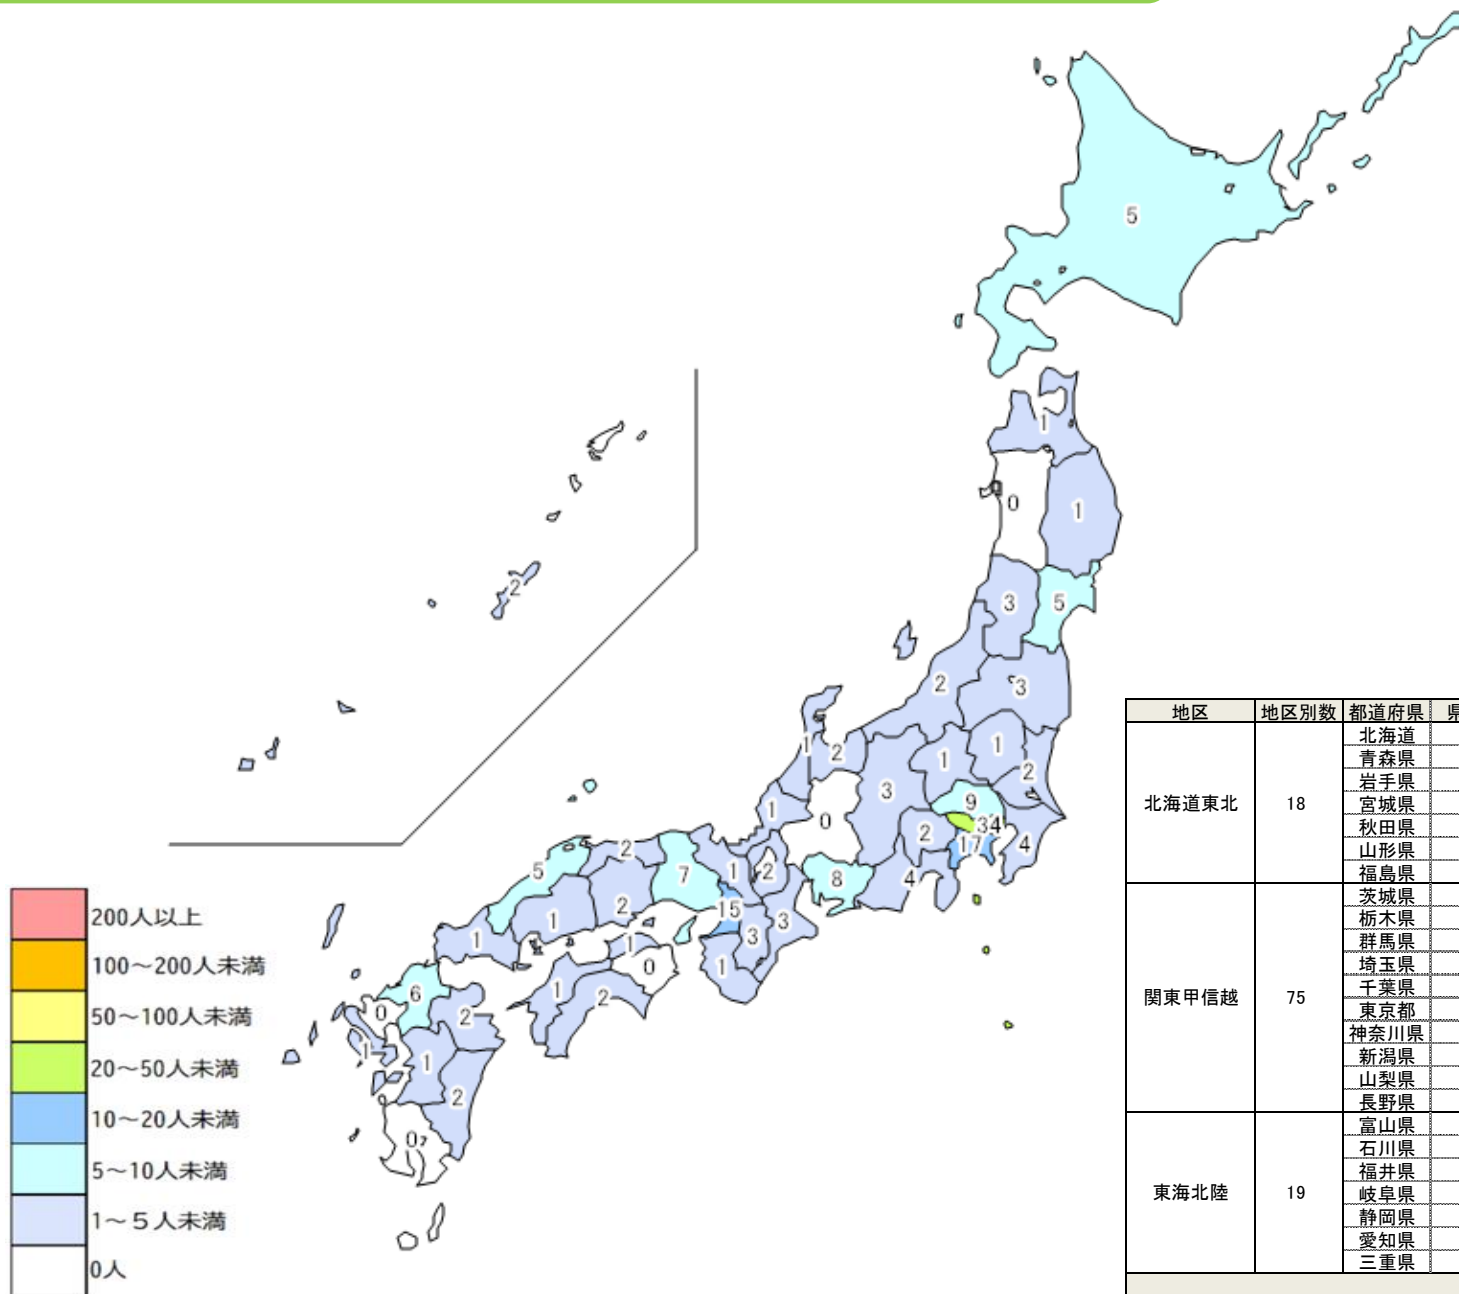 5
1
0
1
2
3
5
2
3
1
2
1
1
2
3
9
1
0
34
2
17
4
2
5
7
1
2
8
4
1
2
15
3
1
3
1
0
1
6
1
2
0
2
1
1
2
0
200人以上
100～200人未満
50～100人未満
20～50人未満
10～20人未満
5～10人未満
1～５人未満
0人
地区 地区別数 都道府県 県
北海道東北 18
北海道
青森県
岩手県
宮城県
秋田県
山形県
福島県
関東甲信越 75
茨城県
栃木県
群馬県
埼玉県
千葉県
東京都
神奈川県
新潟県
山梨県
長野県
東海北陸 19
富山県
石川県
福井県
岐阜県
静岡県
愛知県
三重県